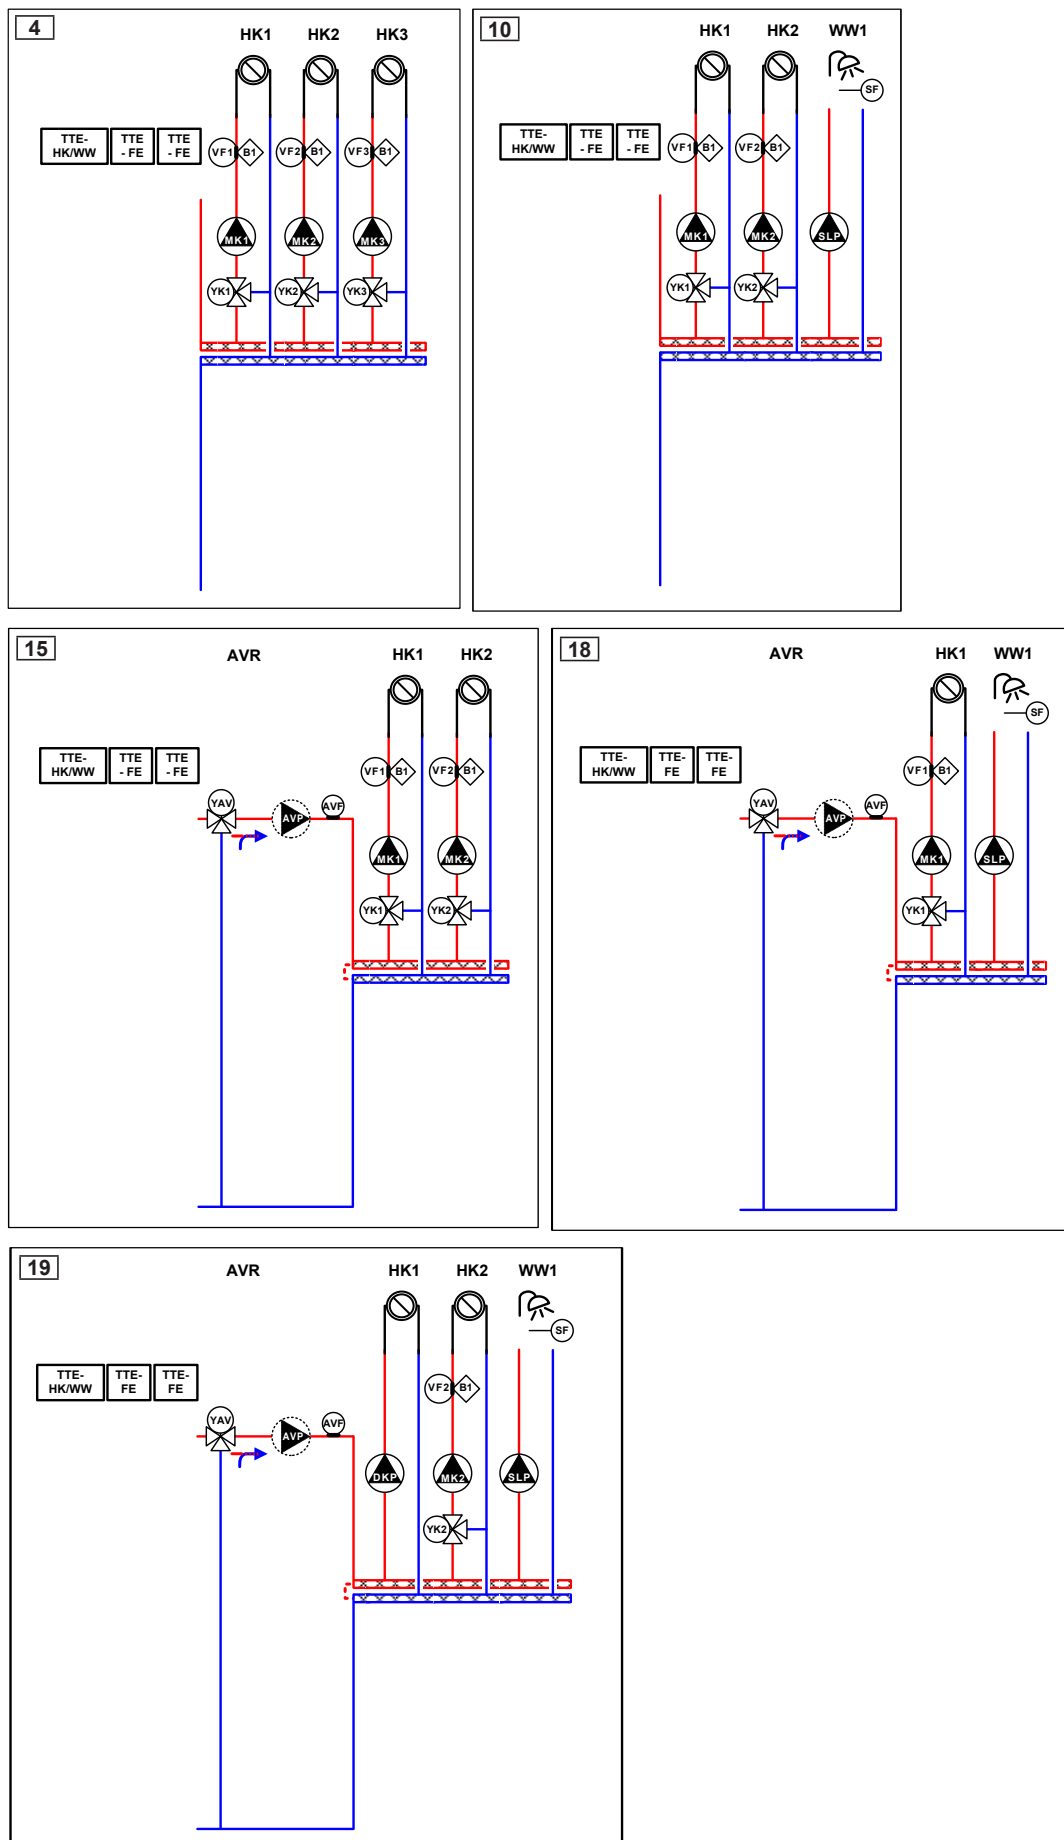 4
HK1 HK2 HK3
TTE- TTE TTE
HK/WW - FE - FE
VF1 B1 VF2 B1 VF3 B1
MK1 MK2 MK3
YK1 YK2 YK3
10
HK1 HK2 WW1
SF
TTE- TTE TTE
HK/WW - FE - FE
VF1 B1 VF2 B1
MK1 MK2 SLP
YK1 YK2
15
AVR HK1 HK2
TTE- TTE TTE
HK/WW - FE - FE
VF1 B1 VF2 B1
YAV AVP AVF
MK1 MK2
YK1 YK2
18
AVR HK1 WW1
SF
TTE- TTE- TTE-
HK/WW FE FE
VF1 B1
YAV AVP AVF
MK1 SLP
YK1
19
AVR HK1 HK2 WW1
SF
TTE- TTE- TTE-
HK/WW FE FE
VF2 B1
YAV AVP AVF
DKP MK2 SLP
YK2